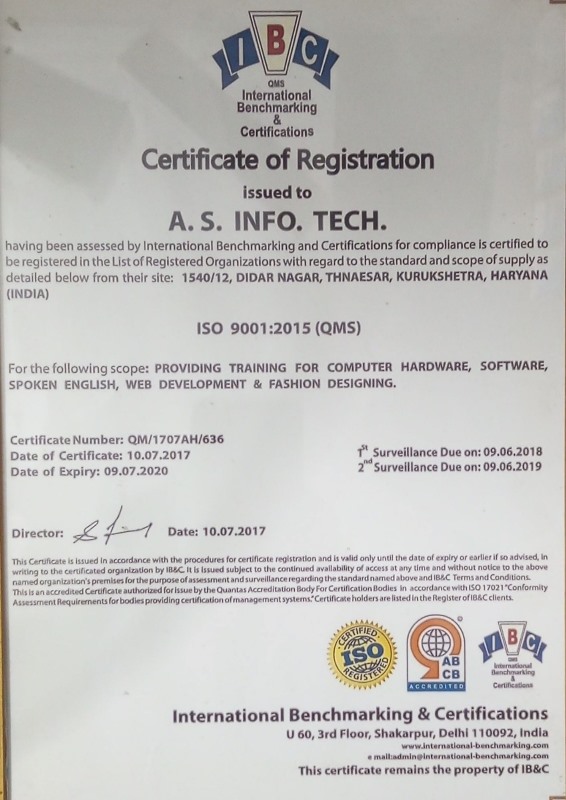 I B C
QMS
International
Benchmarking
&
Certifications
Certificate of Registration
issued to
A. S. INFO. TECH.
having been assessed by International Benchmarking and Certifications for compliance is certified to
be registered in the List of Registered Organizations with regard to the standard and scope of supply as
detailed below from their site: 1540/12, DIDAR NAGAR, THNAESAR, KURUKSHETRA, HARYANA
(INDIA)
ISO 9001:2015 (QMS)
For the following scope: PROVIDING TRAINING FOR COMPUTER HARDWARE, SOFTWARE,
SPOKEN ENGLISH, WEB DEVELOPMENT & FASHION DESIGNING.
Certificate Number: QM/1707AH/636
Date of Certificate: 10.07.2017
Date of Expiry: 09.07.2020
1St Surveillance Due on: 09.06.2018
2nd Surveillance Due on: 09.06.2019
Director: Date: 10.07.2017
This Certificate is issued in accordance with the procedures for certificate registration and is valid only until the date of expiry or earlier if so advised, in
writing to the certificated organization by IB&C. It is issued subject to the continued availability of access at any time and without notice to the above
named organization's premises for the purpose of assessment and surveillance regarding the standard named above and IB&C Terms and Conditions.
This is an accredited Certificate authorized for issue by the Quantas Accreditation Body For Certification Bodies in accordance with ISO 17021 "Conformity
Assessment Requirements for bodies providing certification of management systems." Certificate holders are listed in the Register of IB&C clients.
CERTIFIED
ISO
REGISTERED
AB
CB
ACCREDITED
®
I B C
QMS
International
Benchmarking
&
Certifications
International Benchmarking & Certifications
U 60, 3rd Floor, Shakarpur, Delhi 110092, India
www.international-benchmarking.com
e mail:admin@international-benchmarking.com
This certificate remains the property of IB&C